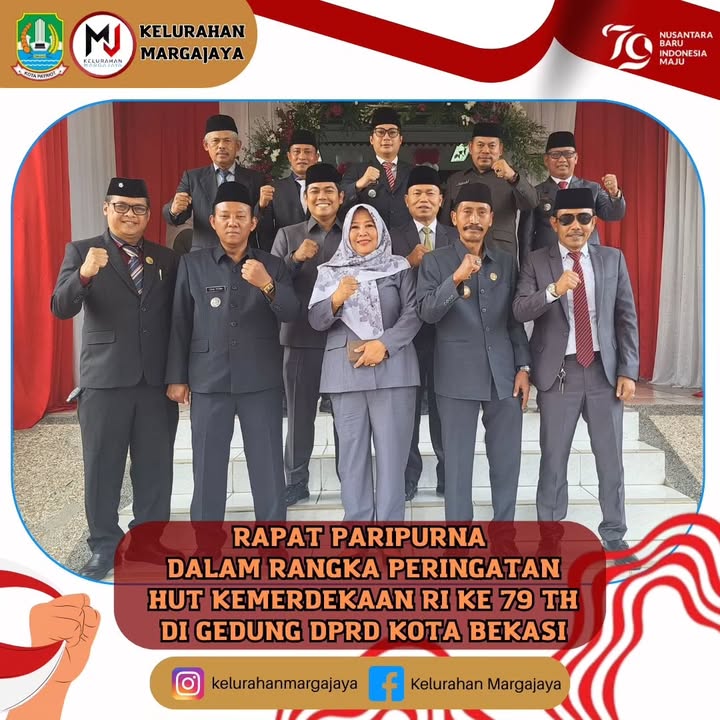 KOTA PATRIOT
MJ
KELURAHAN
MARGAJAYA
KELURAHAN
MARGAJAYA
79
NUSANTARA
BARU
INDONESIA
MAJU
RAPAT PARIPURNA
DALAM RANGKA PERINGATAN
HUT KEMERDEKAAN RI KE 79 TH
DI GEDUNG DPRD KOTA BEKASI
kelurahanmargajaya
Kelurahan Margajaya